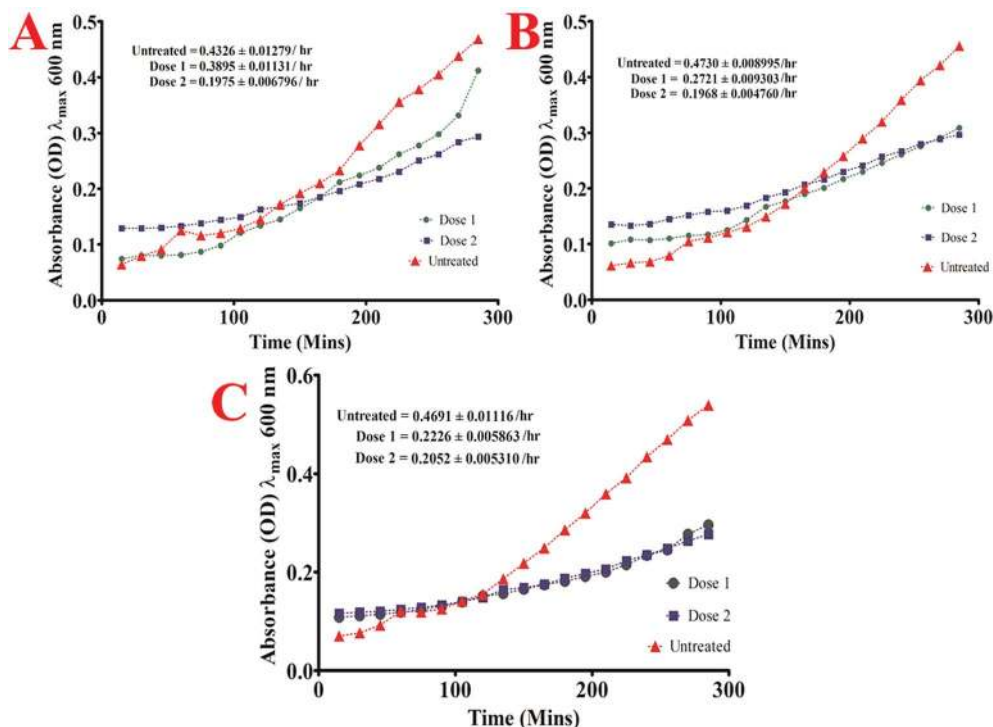 A
Untreated = 0.4326 ± 0.01279/ hr
Dose 1 = 0.3895 ± 0.01131/ hr
Dose 2 = 0.1975 ± 0.006796/ hr
Absorbance (OD) λmax 600 nm
0.5
0.4
0.3
0.2
0.1
0.0
Dose 1
Dose 2
Untreated
0
100
200
300
Time (Mins)
B
Untreated = 0.4730 ± 0.008995/hr
Dose 1 = 0.2721 ± 0.009303/hr
Dose 2 = 0.1968 ± 0.004760/hr
Absorbance (OD) λmax 600 nm
0.5
0.4
0.3
0.2
0.1
0.0
Dose 1
Dose 2
Untreated
0
100
200
300
Time (Mins)
C
Untreated = 0.4691 ± 0.01116/hr
Dose 1 = 0.2226 ± 0.005863/hr
Dose 2 = 0.2052 ± 0.005310/hr
Absorbance (OD) λmax 600 nm
0.6
0.4
0.2
0.0
Dose 1
Dose 2
Untreated
0
100
200
300
Time (Mins)